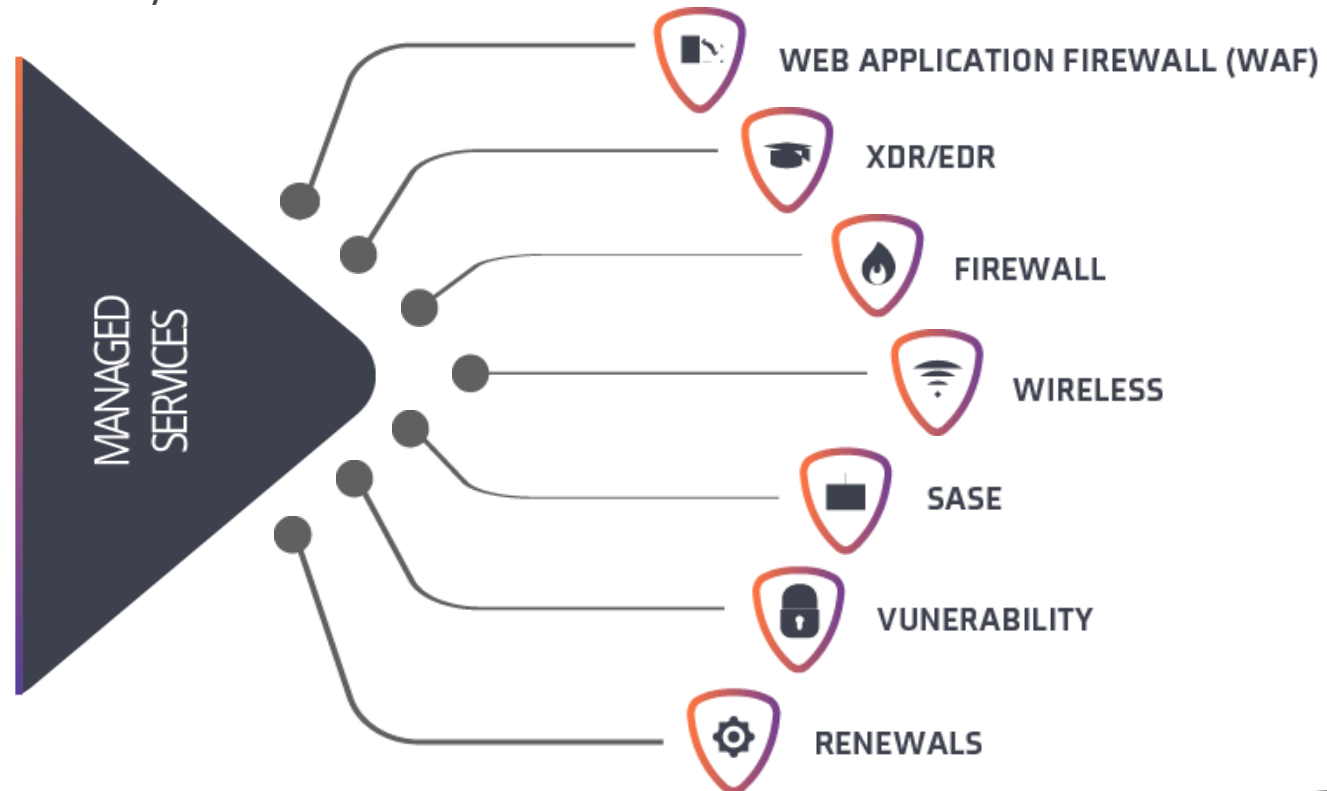 MANAGED
SERVICES
WEB APPLICATION FIREWALL (WAF)
XDR/EDR
FIREWALL
WIRELESS
SASE
VUNERABILITY
RENEWALS